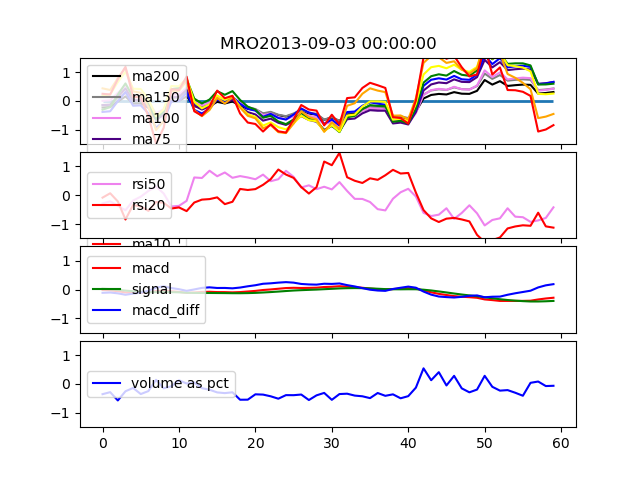 MRO2013-09-03 00:00:00
1
0
−1
ma200
ma150
ma100
ma75
1
0
−1
rsi50
rsi20
ma10
1
0
−1
macd
signal
macd_diff
1
0
−1
volume as pct
0 10 20 30 40 50 60